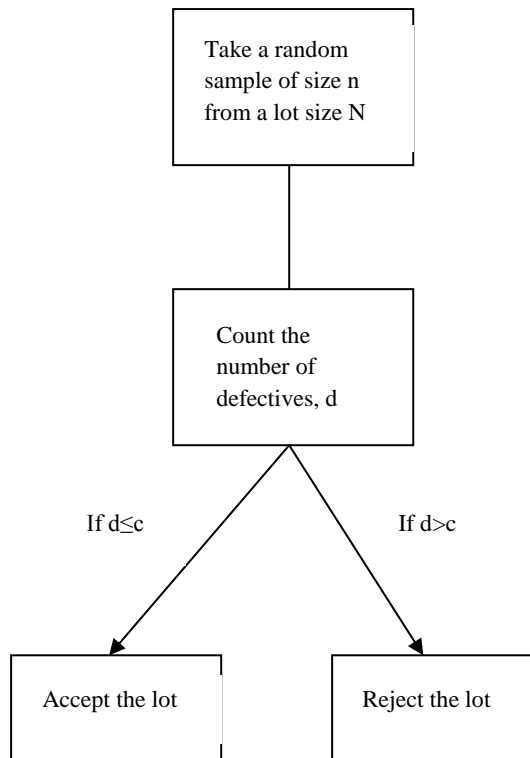 Take a random
sample of size n
from a lot size N
Count the
number of
defectives, d
If d≤c
If d>c
Accept the lot
Reject the lot